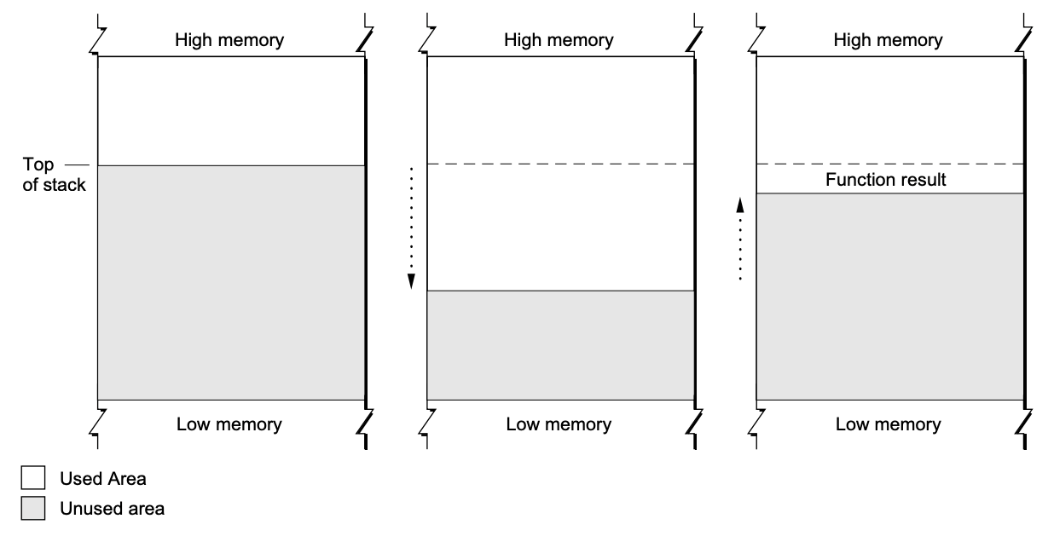 High memory
High memory
High memory
Top
of stack
Function result
Low memory
Low memory
Low memory
Used Area
Unused area